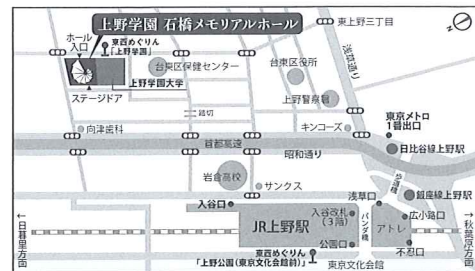 上野学園 石橋メモリアルホール
N
ホール
入口
東西めぐりん
「上野学園」
台東区保健センター
上野学園大学
ステージドア
東上野三丁目
浅草通り
台東区役所
上野警察署
踏切
向津歯科
キンコーズ
東京メトロ
1番出口
首都高速
昭和通り
日比谷線上野駅
岩倉高校
サンクス
歩道橋
銀座線上野駅
入谷口
浅草口
広小路口
入谷改札
(3階)
JR上野駅
パンダ橋
アトレ
公園口
不忍口
←日暮里方面
→秋葉原方面
東西めぐりん
「上野公園(東京文化会館前)」
東京文化会館